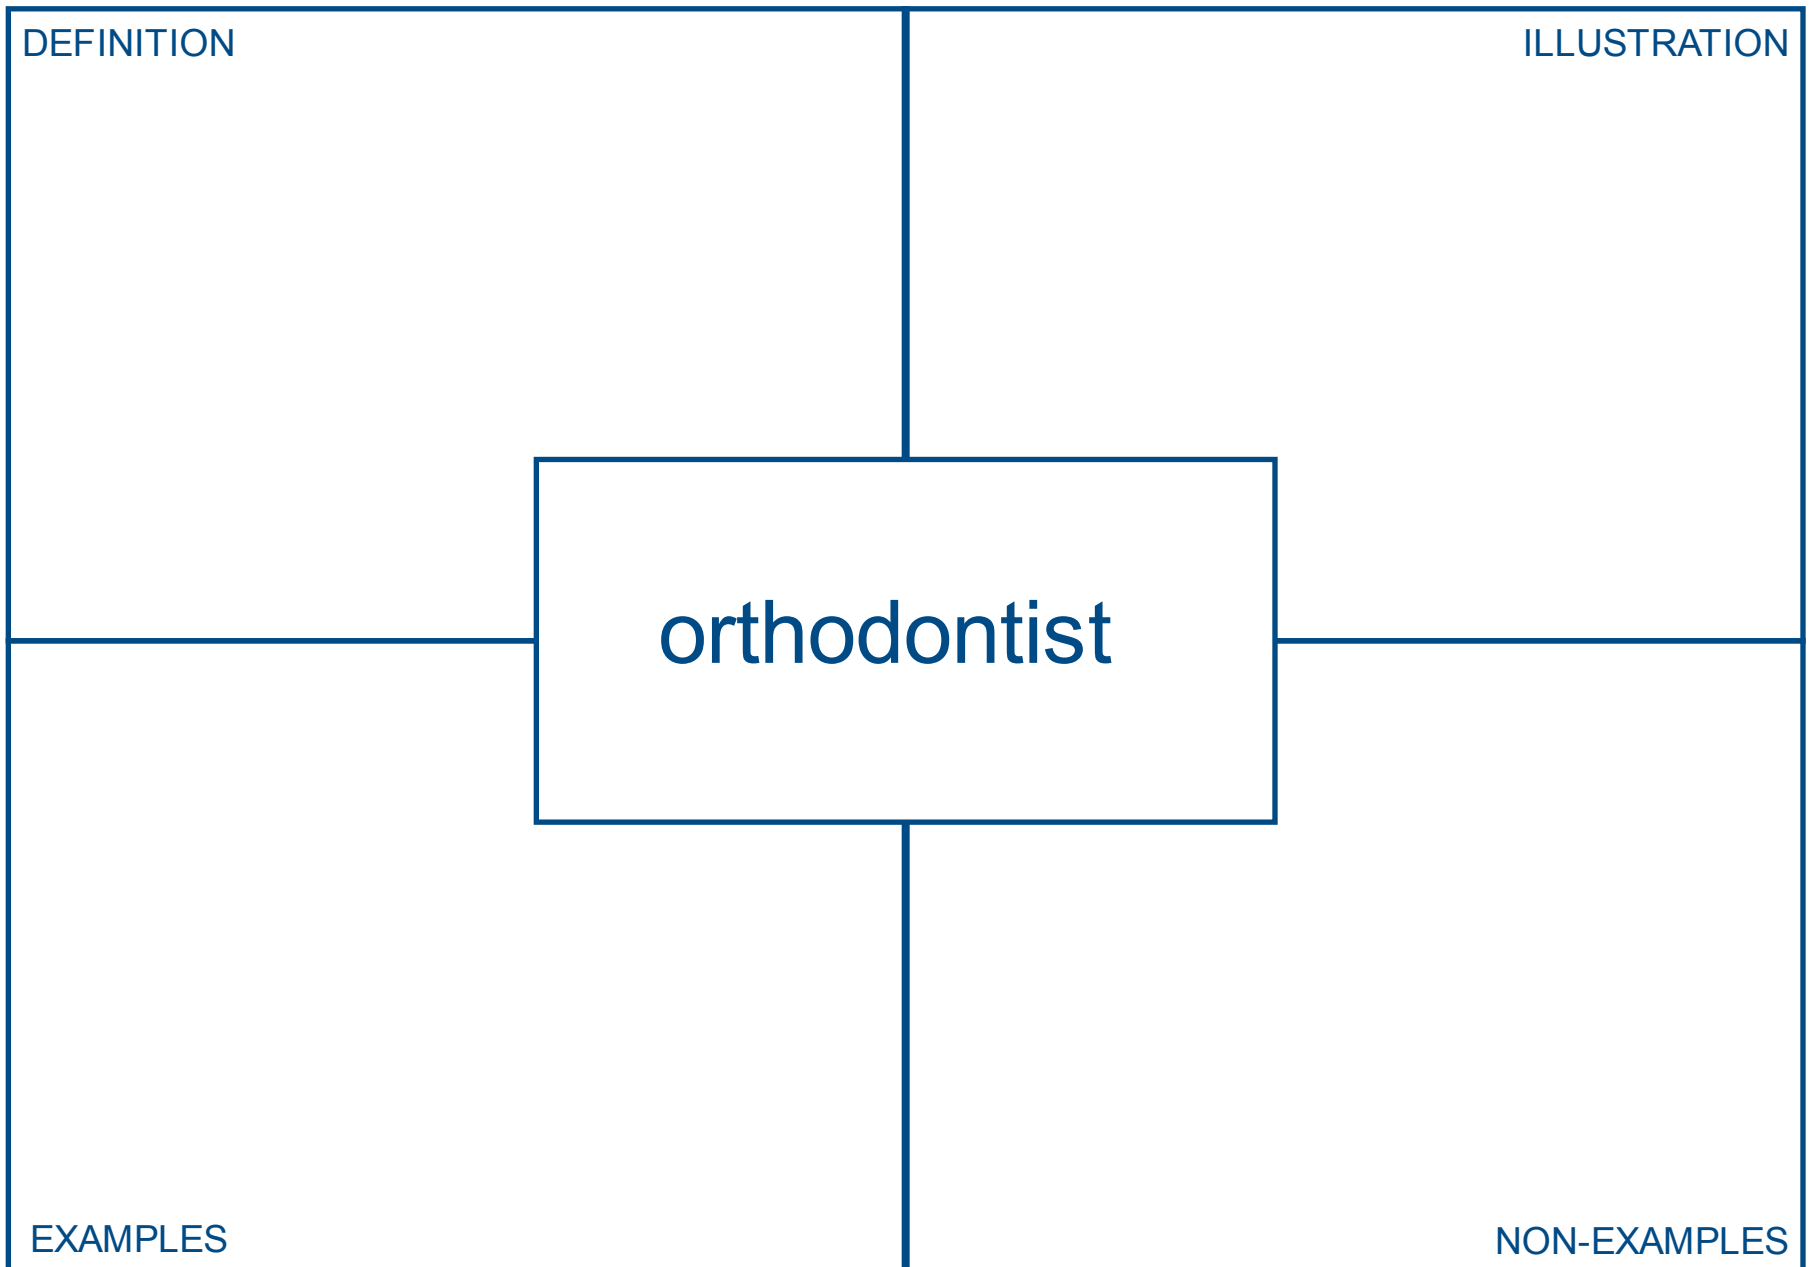 DEFINITION
ILLUSTRATION
orthodontist
EXAMPLES
NON-EXAMPLES